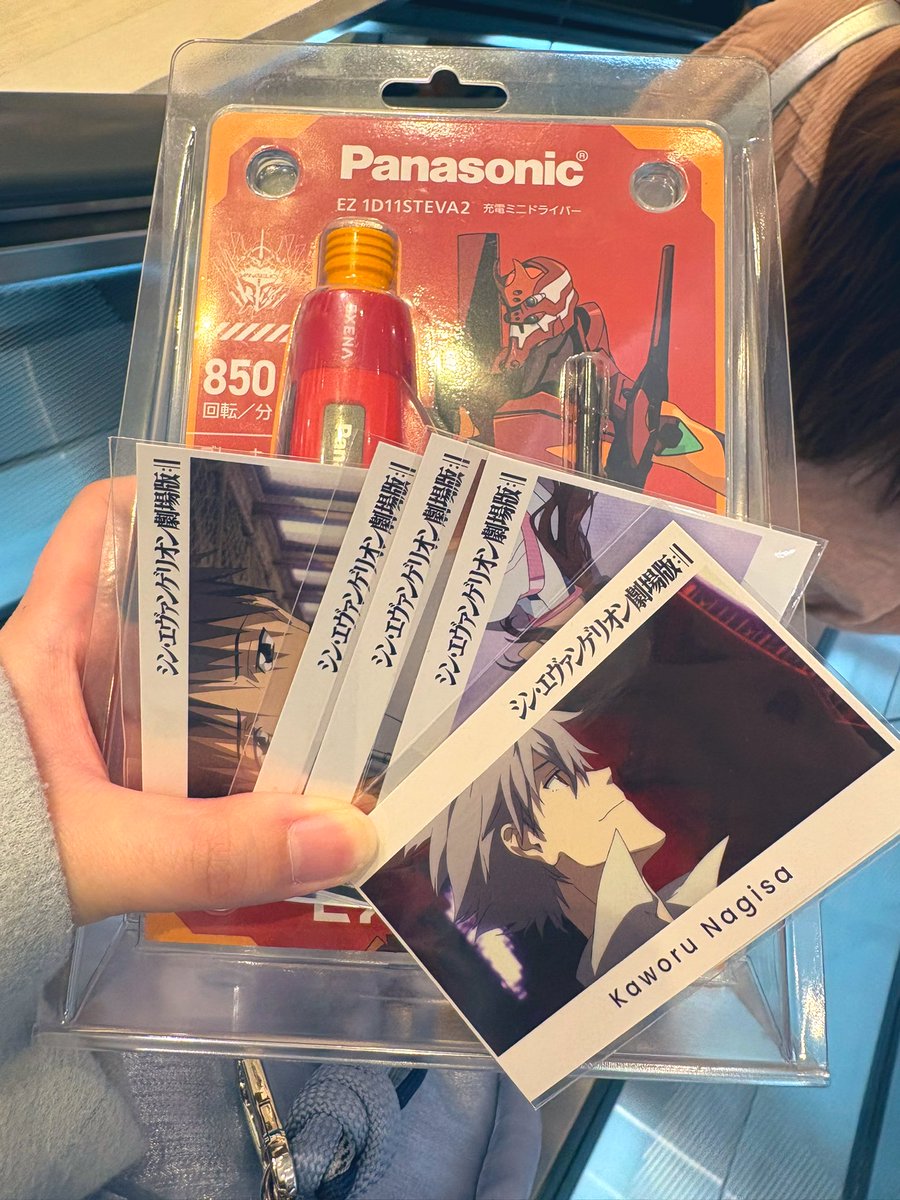 Panasonic®
EZ 1D11STEVA2 充電ミニドライバー
EXENA
850
回転／分
Pan
シン・エヴァンゲリオン劇場版:||
シン・エヴァンゲリオン劇場版:||
シン・エヴァンゲリオン劇場版:||
シン・エヴァンゲリオン劇場版:||
シン・エヴァンゲリオン劇場版:||
Kaworu Nagisa